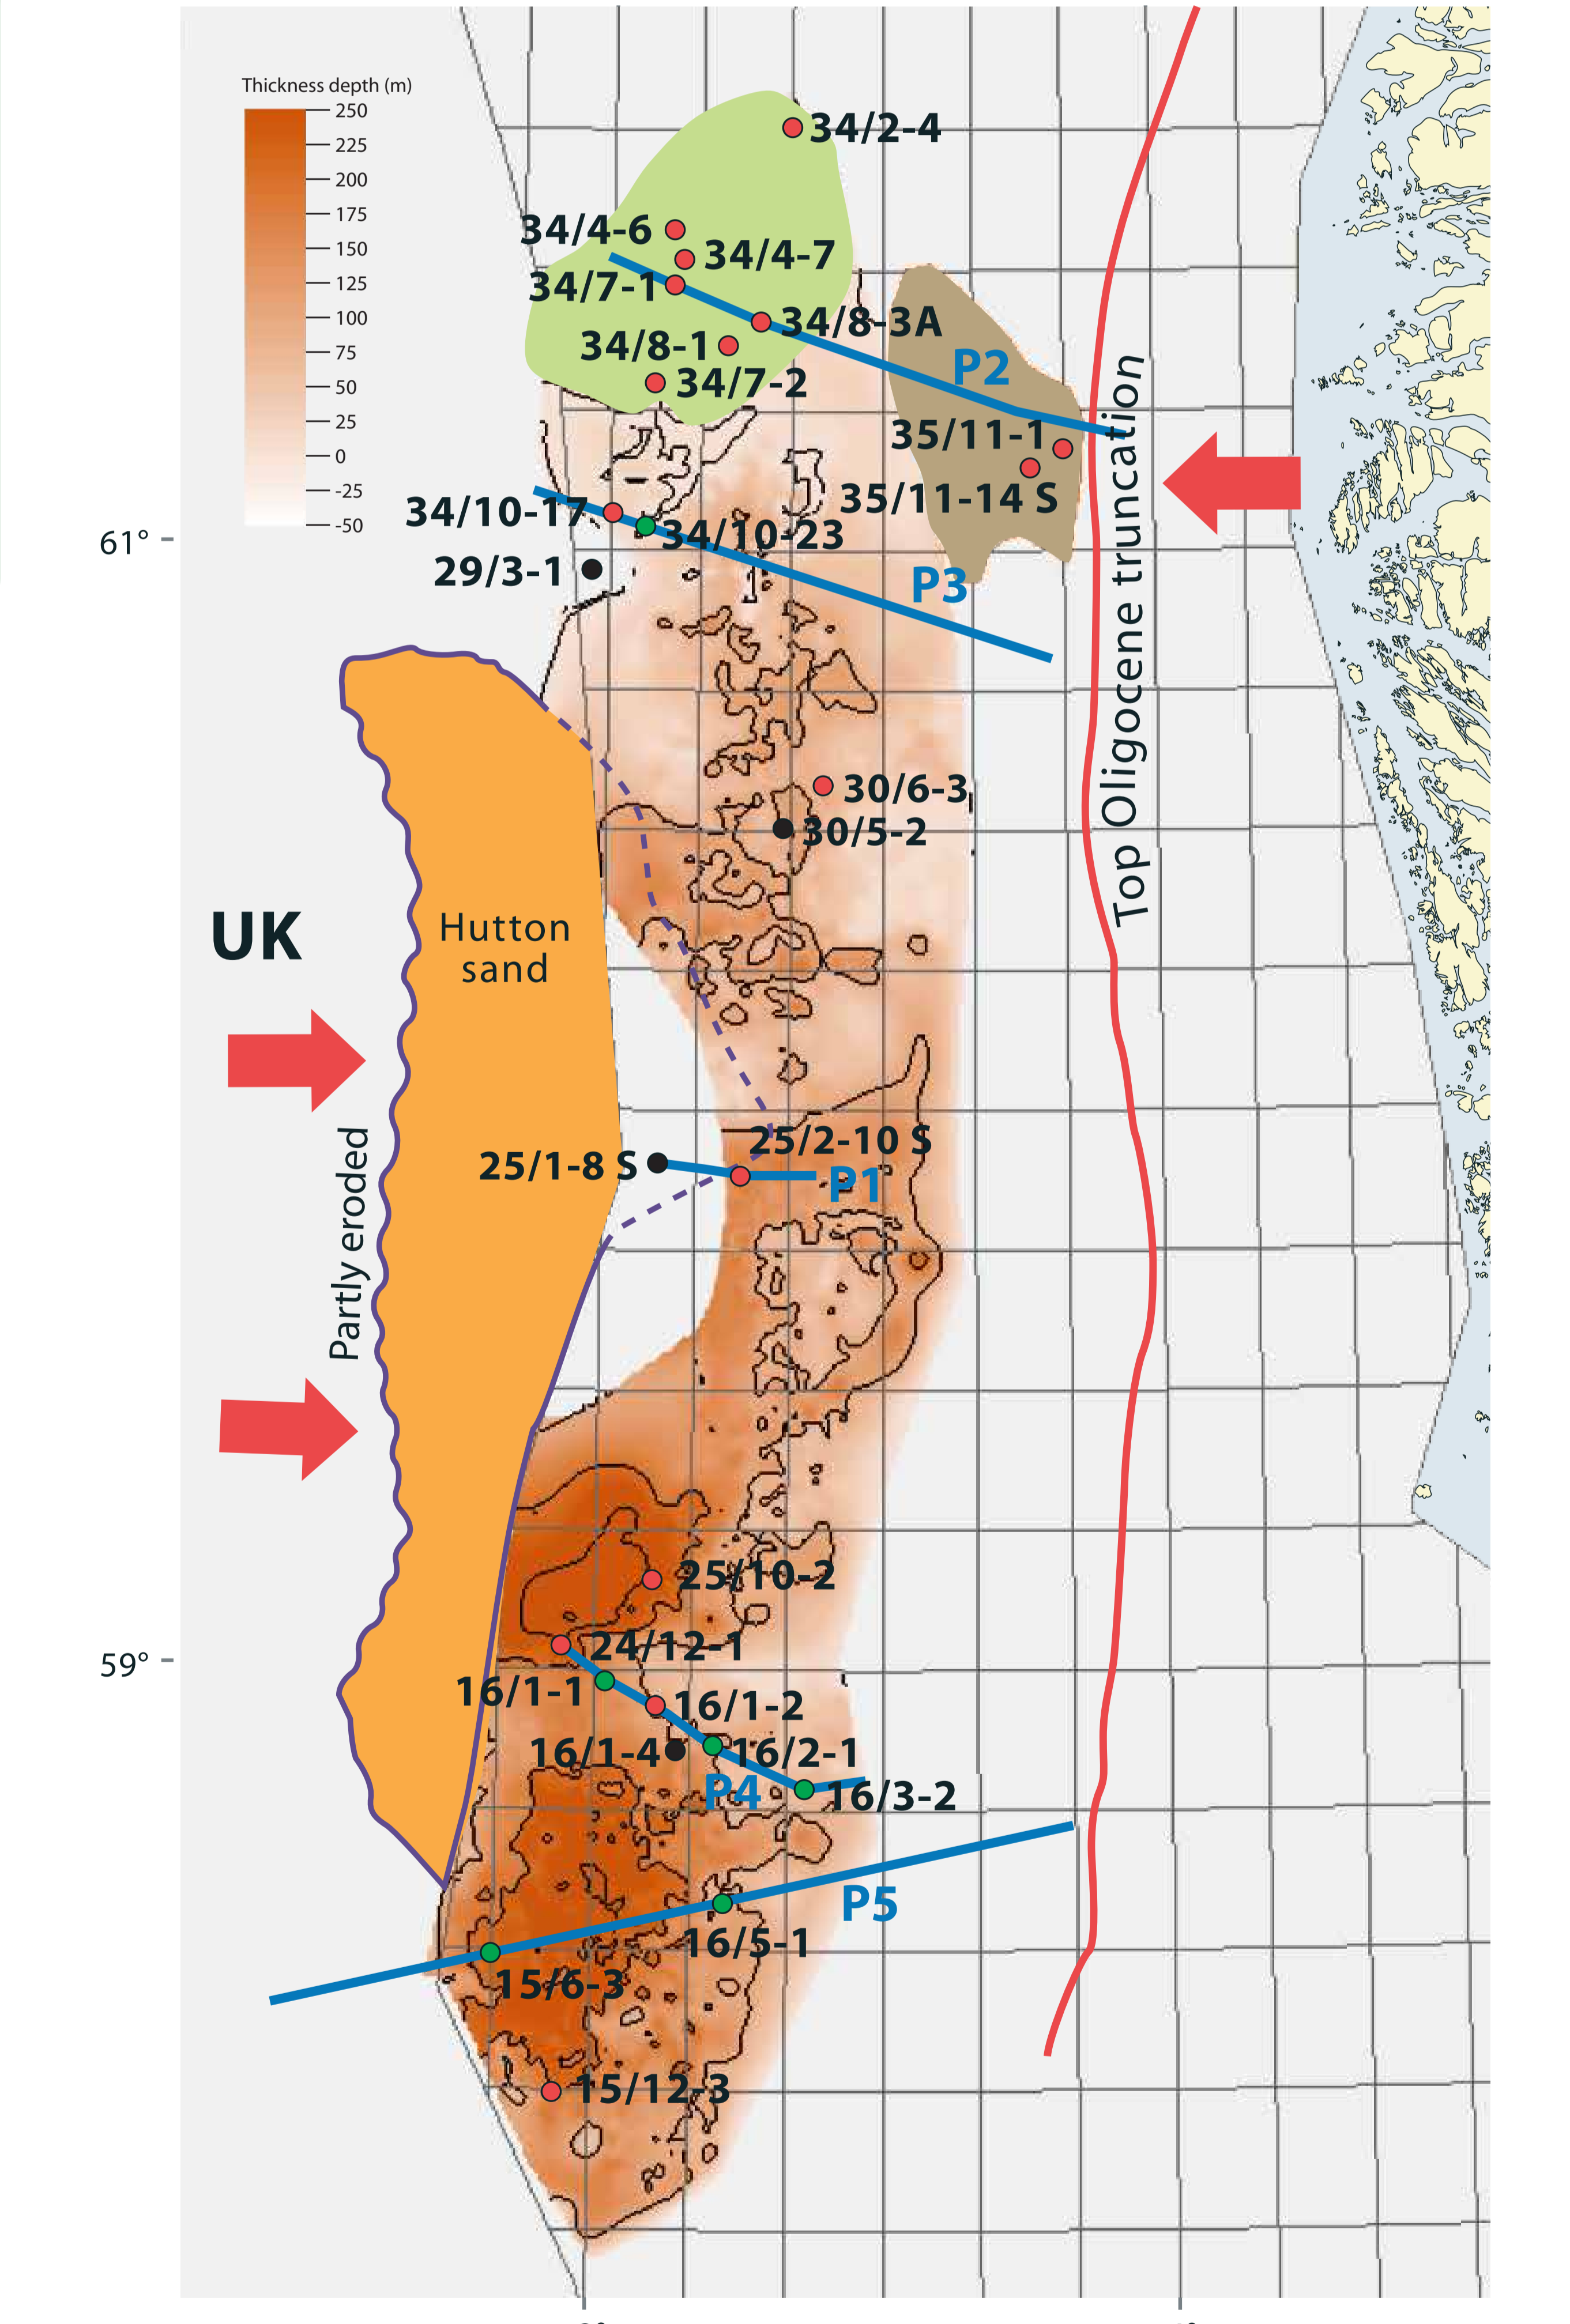 Thickness depth (m)
250
225
200
175
150
125
100
75
50
25
0
-25
-50
34/2-4
34/4-6
34/4-7
34/7-1
34/8-3A
34/8-1
P2
34/7-2
35/11-1
35/11-14 S
34/10-17
34/10-23
61°
29/3-1
P3
Top Oligocene truncation
30/6-3
30/5-2
UK
Hutton
sand
25/2-10 S
25/1-8 S
P1
Partly eroded
25/10-2
24/12-1
59°
16/1-1
16/1-2
16/1-4
16/2-1
P4
16/3-2
P5
16/5-1
15/6-3
15/12-3